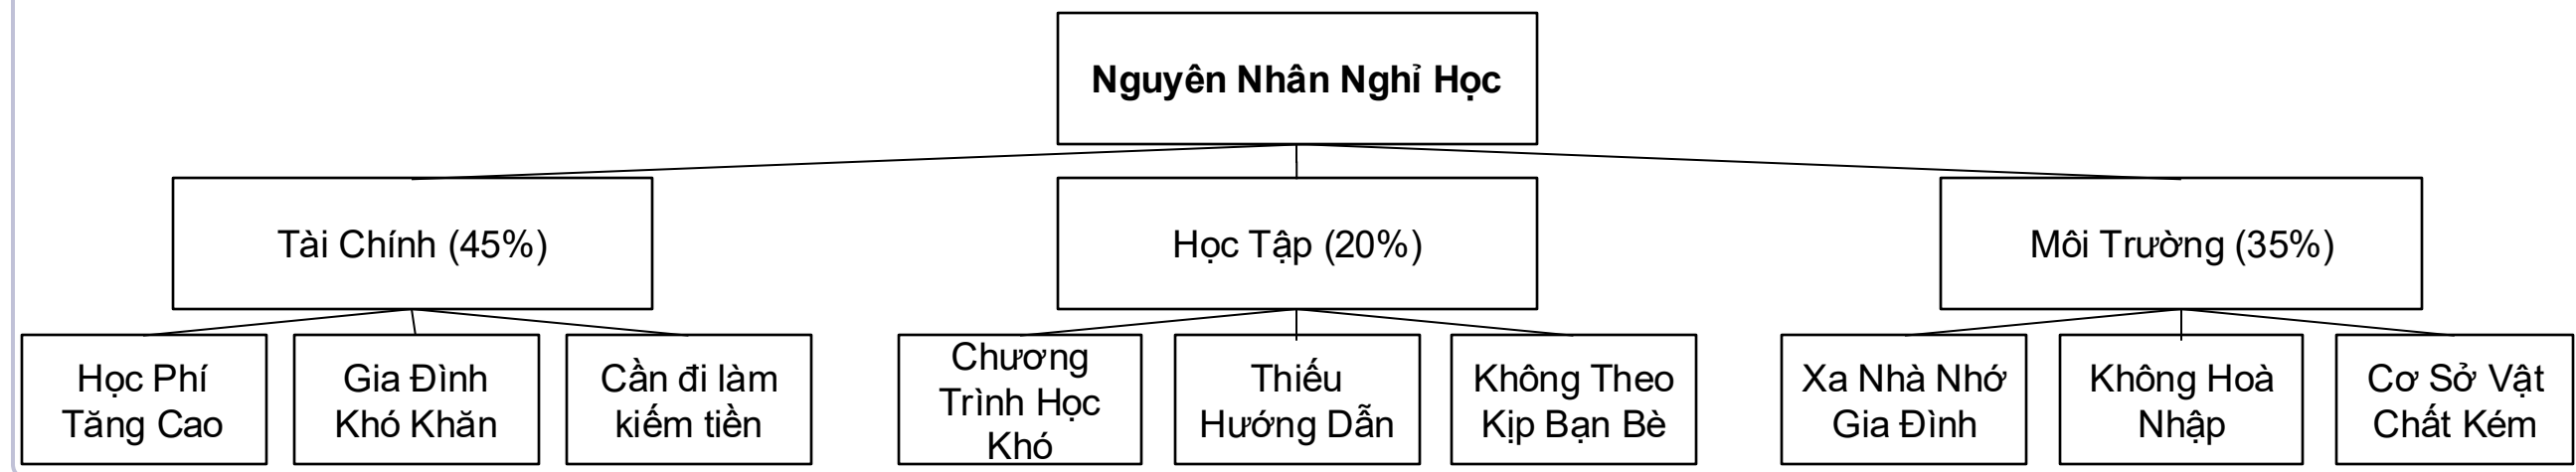 Nguyên Nhân Nghỉ Học
Tài Chính (45%)
Học Tập (20%)
Môi Trường (35%)
Học Phí
Tăng Cao
Gia Đình
Khó Khăn
Cần đi làm
kiếm tiền
Chương
Trình Học
Khó
Thiếu
Hướng Dẫn
Không Theo
Kịp Bạn Bè
Xa Nhà Nhớ
Gia Đình
Không Hoà
Nhập
Cơ Sở Vật
Chất Kém